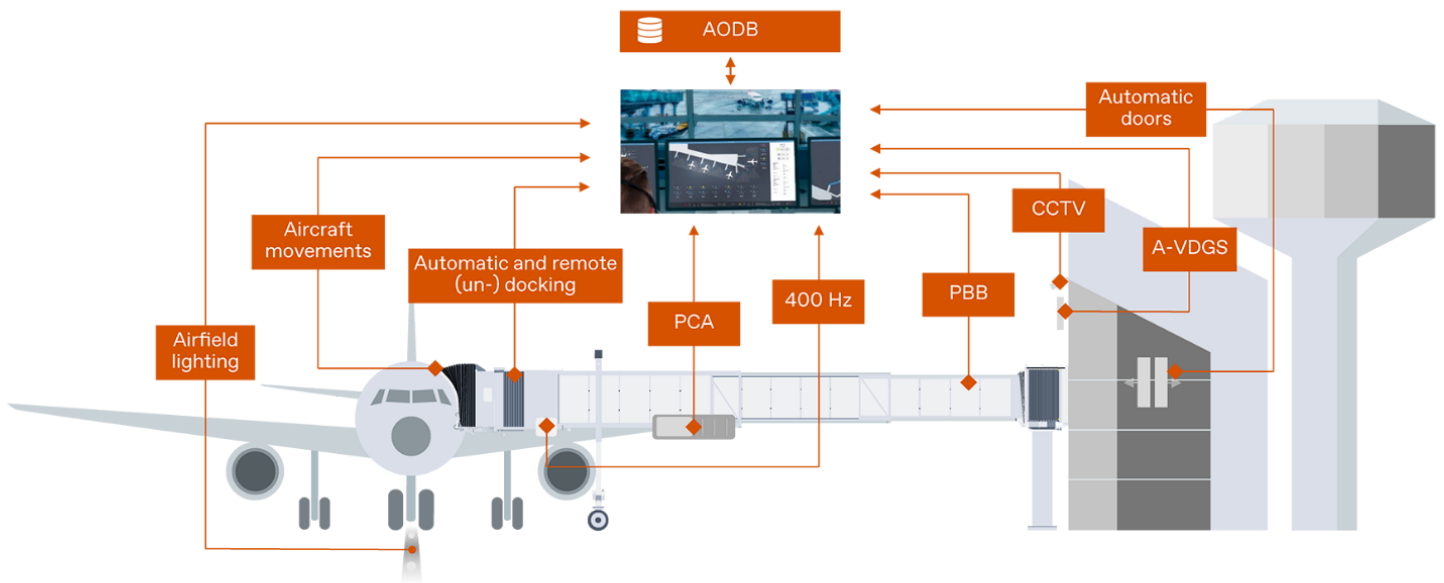 AODB
Automatic
doors
CCTV
Aircraft
movements
A-VDGS
Automatic and remote
(un-) docking
400 Hz
PBB
PCA
Airfield
lighting